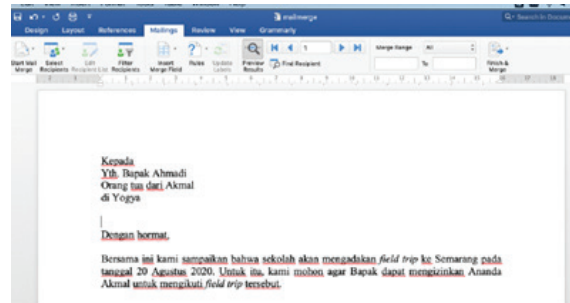 mailmerge
Search in Document
Design Layout References Mailings Review View Grammarly
Start Mail Merge
Select Recipients
Edit Recipient List
Filter Recipients
Insert Merge Field
Rules
Update Labels
Preview Results
1
Find Recipient
Merge Range All
To
Finish & Merge
Kepada
Yth. Bapak Ahmadi
Orang tua dari Akmal
di Yogya
Dengan hormat,
Bersama ini kami sampaikan bahwa sekolah akan mengadakan field trip ke Semarang pada
tanggal 20 Agustus 2020. Untuk itu, kami mohon agar Bapak dapat mengizinkan Ananda
Akmal untuk mengikuti field trip tersebut.